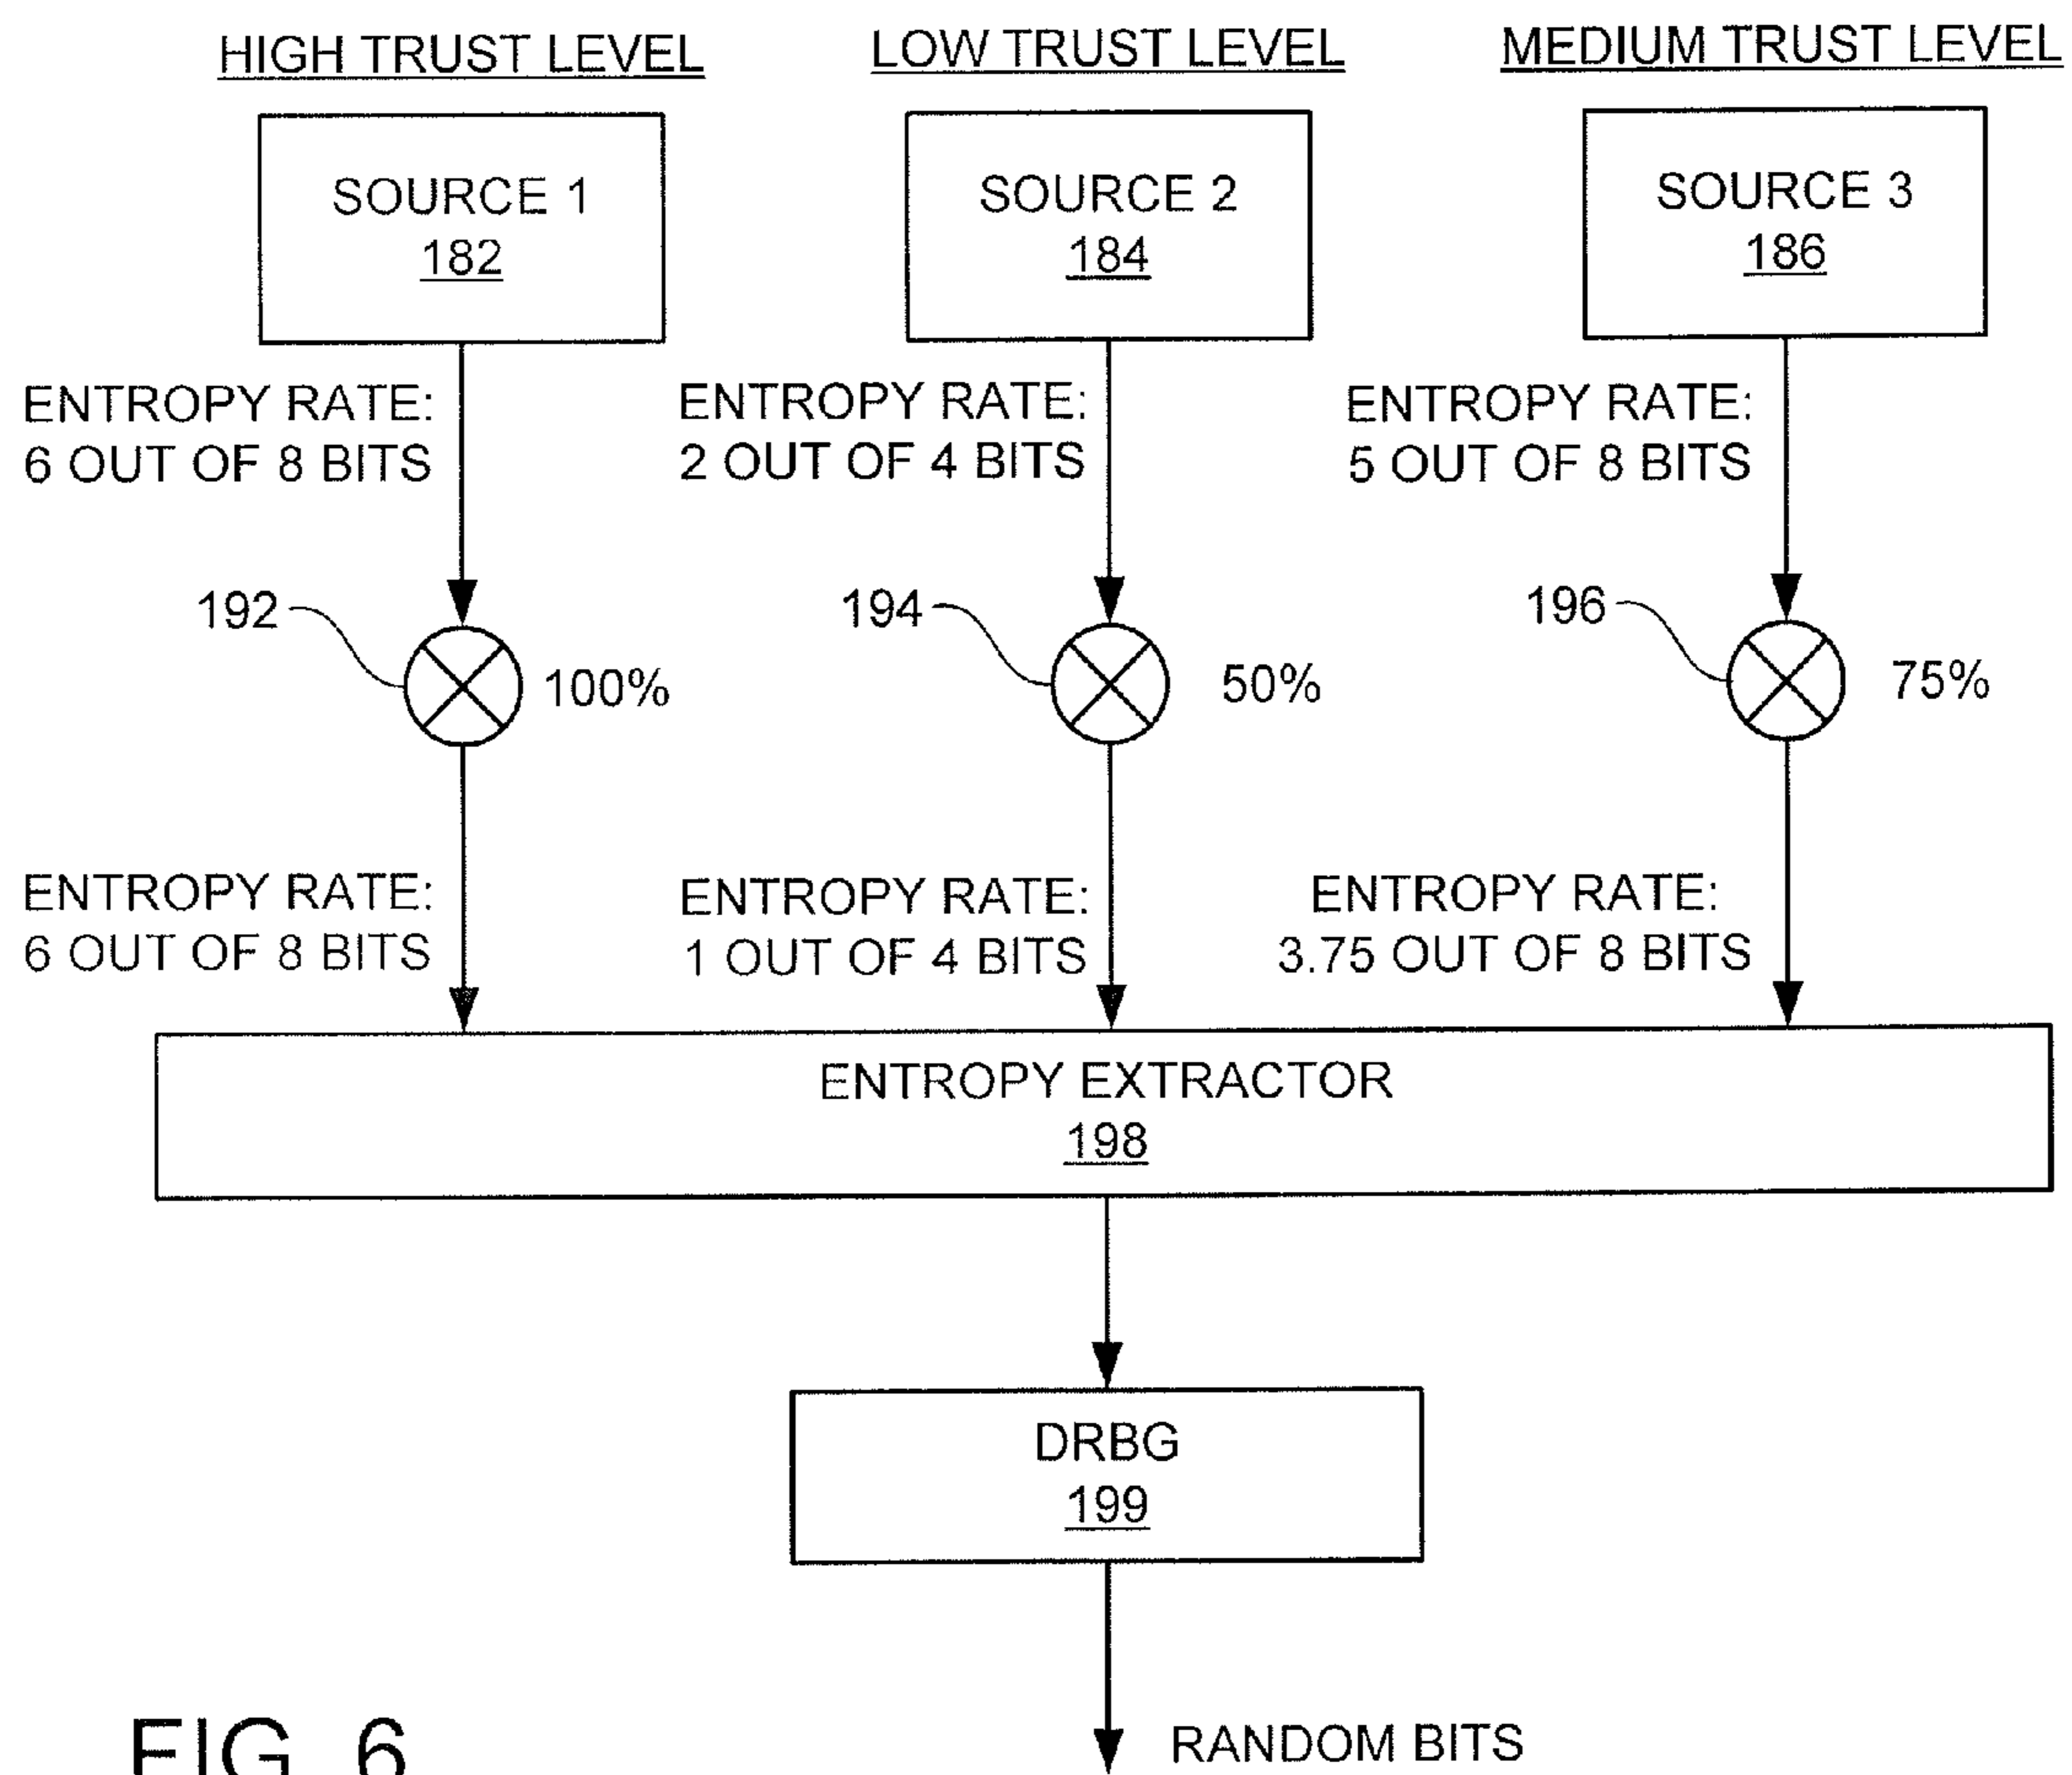 HIGH TRUST LEVEL
LOW TRUST LEVEL
MEDIUM TRUST LEVEL
SOURCE 1
182
SOURCE 2
184
SOURCE 3
186
ENTROPY RATE:
6 OUT OF 8 BITS
ENTROPY RATE:
2 OUT OF 4 BITS
ENTROPY RATE:
5 OUT OF 8 BITS
192
100%
194
50%
196
75%
ENTROPY RATE:
6 OUT OF 8 BITS
ENTROPY RATE:
1 OUT OF 4 BITS
ENTROPY RATE:
3.75 OUT OF 8 BITS
ENTROPY EXTRACTOR
198
DRBG
199
RANDOM BITS
FIG. 6